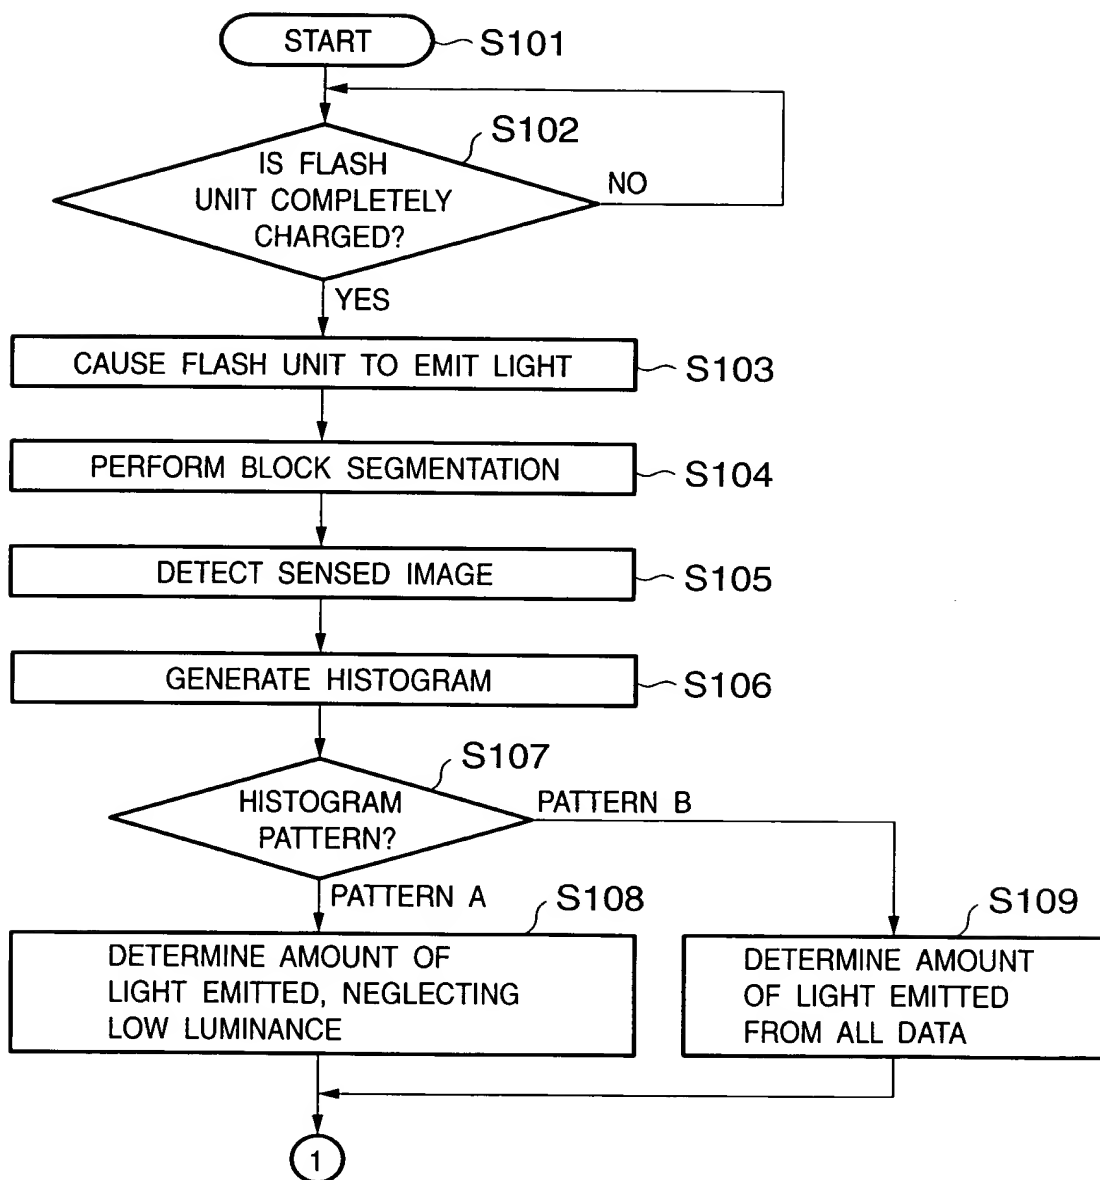 START
S101
S102
IS FLASH
UNIT COMPLETELY
CHARGED?
NO
YES
CAUSE FLASH UNIT TO EMIT LIGHT
S103
PERFORM BLOCK SEGMENTATION
S104
DETECT SENSED IMAGE
S105
GENERATE HISTOGRAM
S106
S107
HISTOGRAM
PATTERN?
PATTERN B
PATTERN A
S108
DETERMINE AMOUNT OF
LIGHT EMITTED, NEGLECTING
LOW LUMINANCE
S109
DETERMINE AMOUNT
OF LIGHT EMITTED
FROM ALL DATA
1